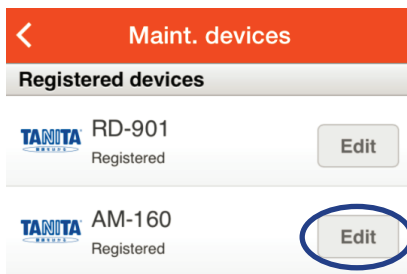 Maint. devices
Registered devices
TANITA
RD-901
Registered
Edit
TANITA
AM-160
Registered
Edit